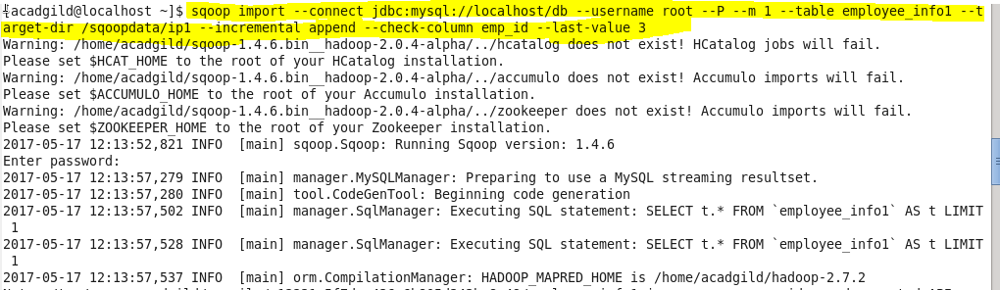 [acadgild@localhost ~]$ sqoop import --connect jdbc:mysql://localhost/db --username root --P --m 1 --table employee_info1 --t
arget-dir /sqoopdata/ip1 --incremental append --check-column emp_id --last-value 3
Warning: /home/acadgild/sqoop-1.4.6.bin__hadoop-2.0.4-alpha/../hcatalog does not exist! HCatalog jobs will fail.
Please set $HCAT_HOME to the root of your HCatalog installation.
Warning: /home/acadgild/sqoop-1.4.6.bin__hadoop-2.0.4-alpha/../accumulo does not exist! Accumulo imports will fail.
Please set $ACCUMULO_HOME to the root of your Accumulo installation.
Warning: /home/acadgild/sqoop-1.4.6.bin__hadoop-2.0.4-alpha/../zookeeper does not exist! Accumulo imports will fail.
Please set $ZOOKEEPER_HOME to the root of your Zookeeper installation.
2017-05-17 12:13:52,821 INFO  [main] sqoop.Sqoop: Running Sqoop version: 1.4.6
Enter password:
2017-05-17 12:13:57,279 INFO  [main] manager.MySQLManager: Preparing to use a MySQL streaming resultset.
2017-05-17 12:13:57,280 INFO  [main] tool.CodeGenTool: Beginning code generation
2017-05-17 12:13:57,502 INFO  [main] manager.SqlManager: Executing SQL statement: SELECT t.* FROM `employee_info1` AS t LIMIT
1
2017-05-17 12:13:57,528 INFO  [main] manager.SqlManager: Executing SQL statement: SELECT t.* FROM `employee_info1` AS t LIMIT
1
2017-05-17 12:13:57,537 INFO  [main] orm.CompilationManager: HADOOP_MAPRED_HOME is /home/acadgild/hadoop-2.7.2